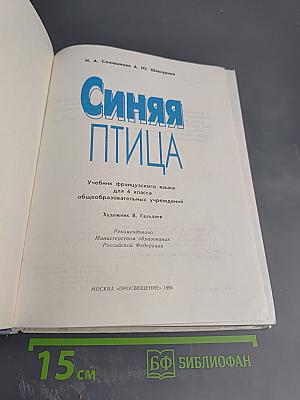 Н. А. Селиванова А. Ю. Шашурина
Синяя
ПТИЦА
Учебник французского языка
для 6 класса
общеобразовательных учреждений
Художник В. Гальдяев
Рекомендовано
Министерством образования
Российской Федерации
МОСКВА «ПРОСВЕЩЕНИЕ» 1998
15 см
БФ БИБЛИОФАН